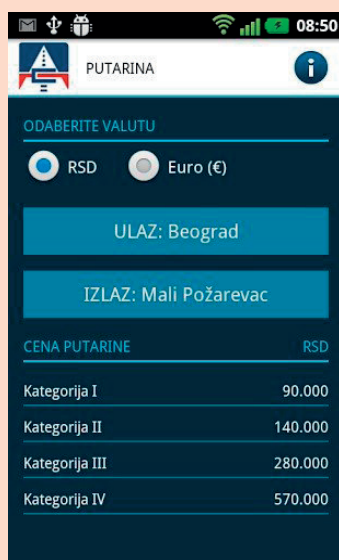 08:50
PUTARINA
i
ODABERITE VALUTU
RSD Euro (€)
ULAZ: Beograd
IZLAZ: Mali Požarevac
CENA PUTARINE RSD
Kategorija I 90.000
Kategorija II 140.000
Kategorija III 280.000
Kategorija IV 570.000